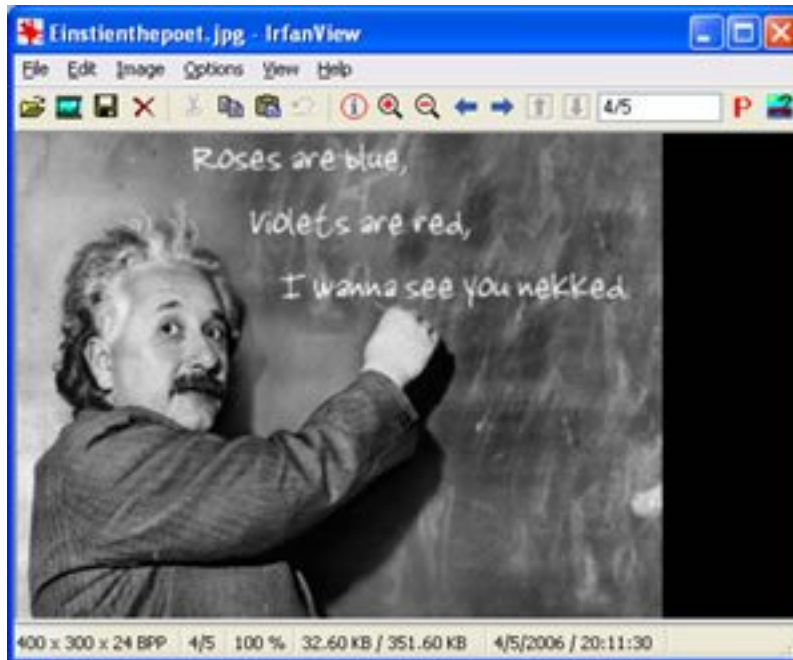 Einstienthepoet.jpg - IrfanView
File Edit Image Options View Help
4/5 P
Roses are blue,
Violets are red,
I wanna see you nekked.
400 x 300 x 24 BPP 4/5 100 % 32.60 KB / 351.60 KB 4/5/2006 / 20:11:30